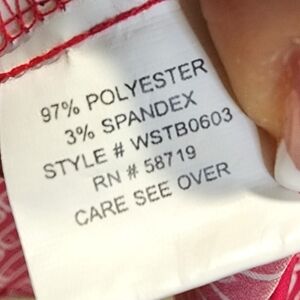 97% POLYESTER
3% SPANDEX
STYLE # WSTB0603
RN # 58719
CARE SEE OVER